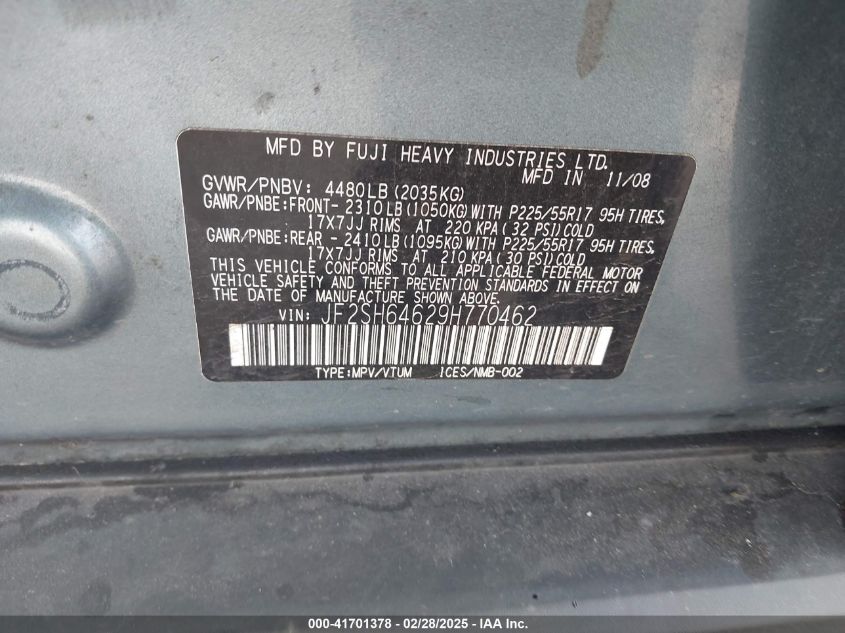 MFD BY FUJI HEAVY INDUSTRIES LTD.
MFD IN 11/08
GVWR/PNBV: 4480LB(2035KG)
GAWR/PNBE:FRONT- 2310LB(1050KG)WITH P225/55R17 95H TIRES,
17X7JJ RIMS AT 220 KPA(32 PSI)COLD
GAWR/PNBE:REAR - 2410LB(1095KG)WITH P225/55R17 95H TIRES,
17X7JJ RIMS AT 210 KPA(30 PSI)COLD
THIS VEHICLE CONFORMS TO ALL APPLICABLE FEDERAL MOTOR
VEHICLE SAFETY AND THEFT PREVENTION STANDARDS IN EFFECT ON
THE DATE OF MANUFACTURE SHOWN ABOVE.
VIN: JF2SH64629H770462
TYPE:MPV/VTUM ICES/NMB-002
000-41701378 - 02/28/2025 - IAA Inc.